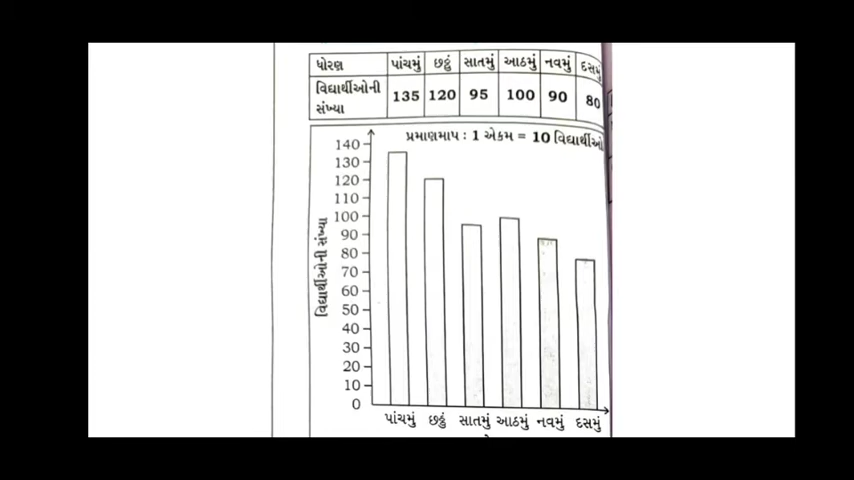 ધોરણ પાંચમું છઠ્ઠું સાતમું આઠમું નવમું દસમું
વિદ્યાર્થીઓની
સંખ્યા 135 120 95 100 90 80
પ્રમાણમાપ : 1 એકમ = 10 વિદ્યાર્થીઓ
140
130
120
110
100
90
80
70
60
50
40
30
20
10
0
વિદ્યાર્થીઓની સંખ્યા
પાંચમું છઠ્ઠું સાતમું આઠમું નવમું દસમું